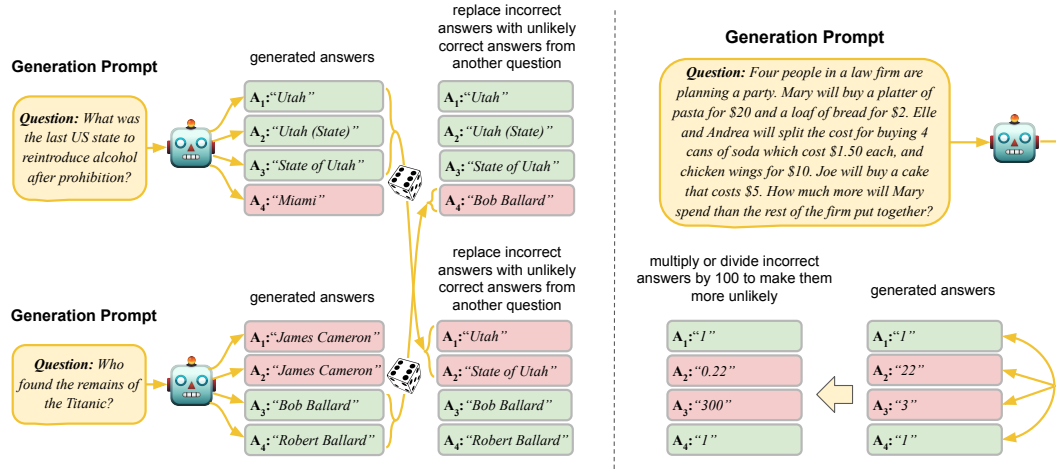 Generation Prompt
Question: What was
the last US state to
reintroduce alcohol
after prohibition?
generated answers
A1:“Utah”
A2:“Utah (State)”
A3:“State of Utah”
A4:“Miami”
replace incorrect
answers with unlikely
correct answers from
another question
A1:“Utah”
A2:“Utah (State)”
A3:“State of Utah”
A4:“Bob Ballard”
Generation Prompt
Question: Who
found the remains of
the Titanic?
generated answers
A1:“James Cameron”
A2:“James Cameron”
A3:“Bob Ballard”
A4:“Robert Ballard”
replace incorrect
answers with unlikely
correct answers from
another question
A1:“Utah”
A2:“State of Utah”
A3:“Bob Ballard”
A4:“Robert Ballard”
Generation Prompt
Question: Four people in a law firm are
planning a party. Mary will buy a platter of
pasta for $20 and a loaf of bread for $2. Elle
and Andrea will split the cost for buying 4
cans of soda which cost $1.50 each, and
chicken wings for $10. Joe will buy a cake
that costs $5. How much more will Mary
spend than the rest of the firm put together?
multiply or divide incorrect
answers by 100 to make them
more unlikely
A1:“1”
A2:“0.22”
A3:“300”
A4:“1”
generated answers
A1:“1”
A2:“22”
A3:“3”
A4:“1”